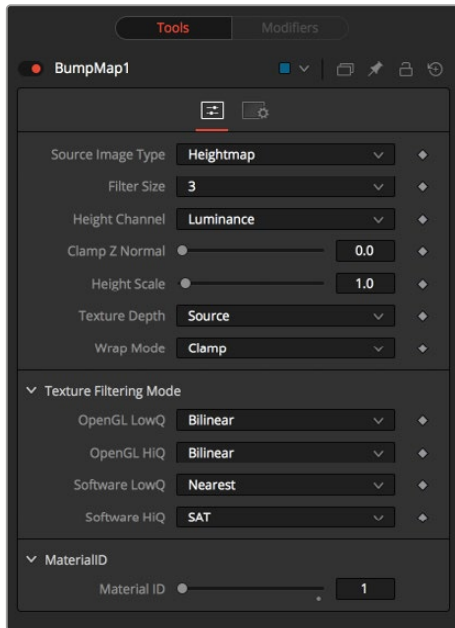 Tools Modifiers
BumpMap1
Source Image Type Heightmap
Filter Size 3
Height Channel Luminance
Clamp Z Normal 0.0
Height Scale 1.0
Texture Depth Source
Wrap Mode Clamp
Texture Filtering Mode
OpenGL LowQ Bilinear
OpenGL HiQ Bilinear
Software LowQ Nearest
Software HiQ SAT
MaterialID
Material ID 1